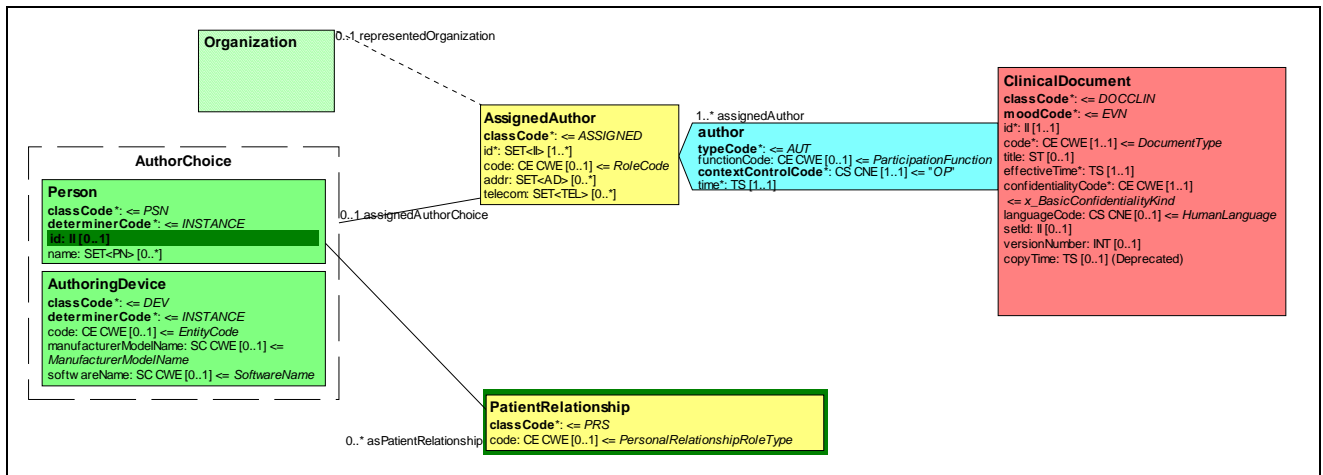 Organization
0..1 representedOrganization
AuthorChoice
Person
classCode*: <= PSN
determinerCode*: <= INSTANCE
id: II [0..1]
name: SET<PN> [0..*]
AuthoringDevice
classCode*: <= DEV
determinerCode*: <= INSTANCE
code: CE CWE [0..1] <= EntityCode
manufacturerModelName: SC CWE [0..1] <=
ManufacturerModelName
softwareName: SC CWE [0..1] <= SoftwareName
AssignedAuthor
classCode*: <= ASSIGNED
id*: SET<II> [1..*]
code: CE CWE [0..1] <= RoleCode
addr: SET<AD> [0..*]
telecom: SET<TEL> [0..*]
0..1 assignedAuthorChoice
1..* assignedAuthor
author
typeCode*: <= AUT
functionCode: CE CWE [0..1] <= ParticipationFunction
contextControlCode*: CS CNE [1..1] <= "OP"
time*: TS [1..1]
ClinicalDocument
classCode*: <= DOCCLIN
moodCode*: <= EVN
id*: II [1..1]
code*: CE CWE [1..1] <= DocumentType
title: ST [0..1]
effectiveTime*: TS [1..1]
confidentialityCode*: CE CWE [1..1]
<= x_BasicConfidentialityKind
languageCode: CS CNE [0..1] <= HumanLanguage
setId: II [0..1]
versionNumber: INT [0..1]
copyTime: TS [0..1] (Deprecated)
PatientRelationship
classCode*: <= PRS
code: CE CWE [0..1] <= PersonalRelationshipRoleType
0..* asPatientRelationship